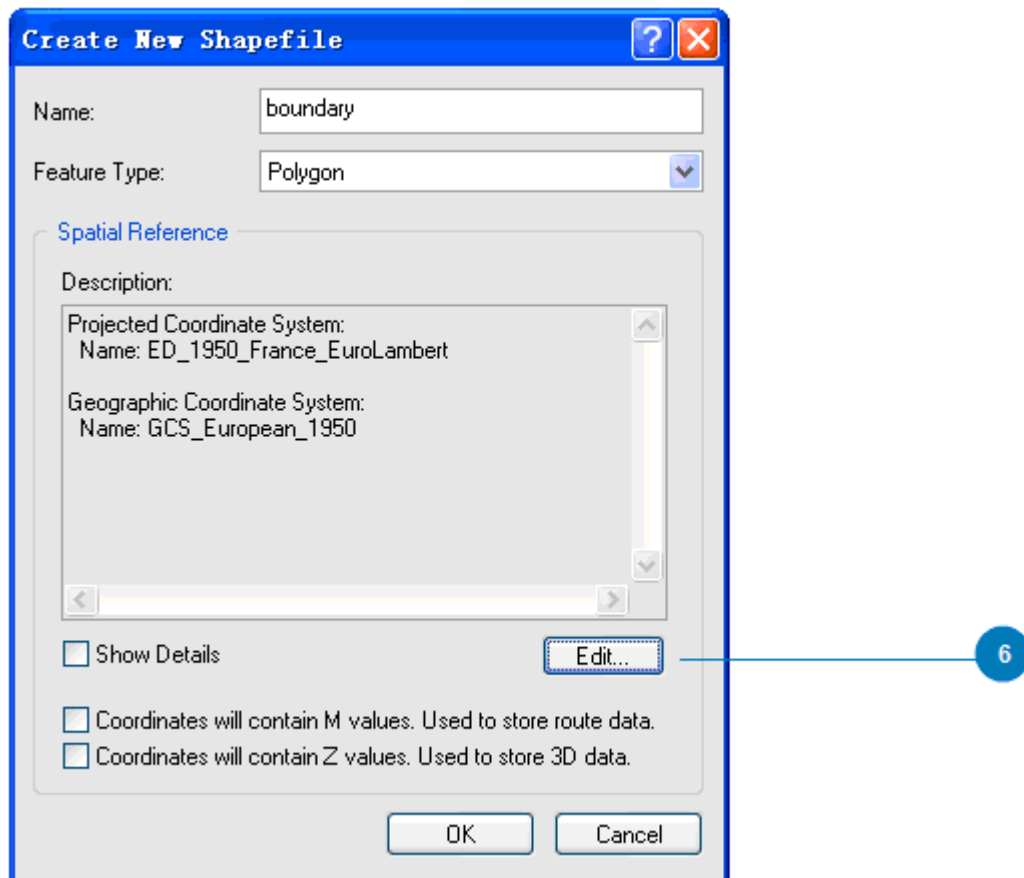 Create New Shapefile
Name:
boundary
Feature Type:
Polygon
Spatial Reference
Description:
Projected Coordinate System:
Name: ED_1950_France_EuroLambert
Geographic Coordinate System:
Name: GCS_European_1950
Show Details
Edit...
6
Coordinates will contain M values. Used to store route data.
Coordinates will contain Z values. Used to store 3D data.
OK
Cancel